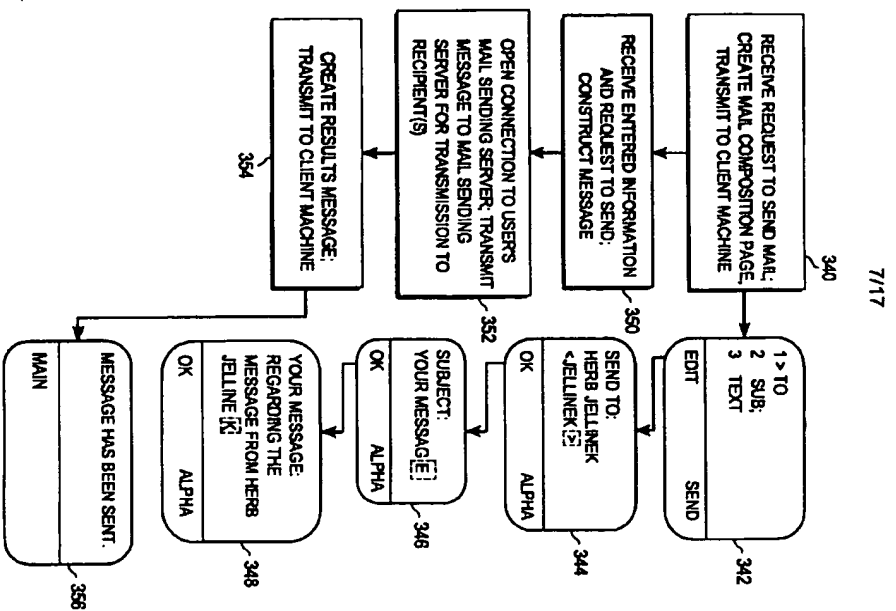 7/17
RECEIVE REQUEST TO SEND MAIL;
CREATE MAIL COMPOSITION PAGE,
TRANSMIT TO CLIENT MACHINE
340
RECEIVE ENTERED INFORMATION
AND REQUEST TO SEND;
CONSTRUCT MESSAGE
350
OPEN CONNECTION TO USER'S
MAIL SENDING SERVER; TRANSMIT
MESSAGE TO MAIL SENDING
SERVER FOR TRANSMISSION TO
RECIPIENT(S)
352
CREATE RESULTS MESSAGE;
TRANSMIT TO CLIENT MACHINE
354
1 > TO
2 SUB;
3 TEXT
EDIT SEND
342
SEND TO:
HERB JELLINEK
<JELLINEK >
OK ALPHA
344
SUBJECT:
YOUR MESSAGE
OK ALPHA
346
YOUR MESSAGE:
REGARDING THE
MESSAGE FROM HERB
JELLINE K
OK ALPHA
348
MESSAGE HAS BEEN SENT.
MAIN
356